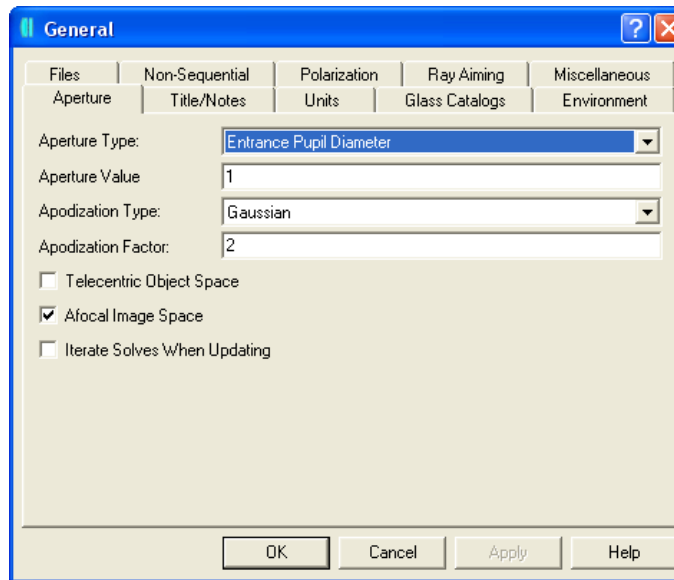 General
Files Non-Sequential Polarization Ray Aiming Miscellaneous
Aperture Title/Notes Units Glass Catalogs Environment
Aperture Type: Entrance Pupil Diameter
Aperture Value 1
Apodization Type: Gaussian
Apodization Factor: 2
Telecentric Object Space
Afocal Image Space
Iterate Solves When Updating
OK Cancel Apply Help